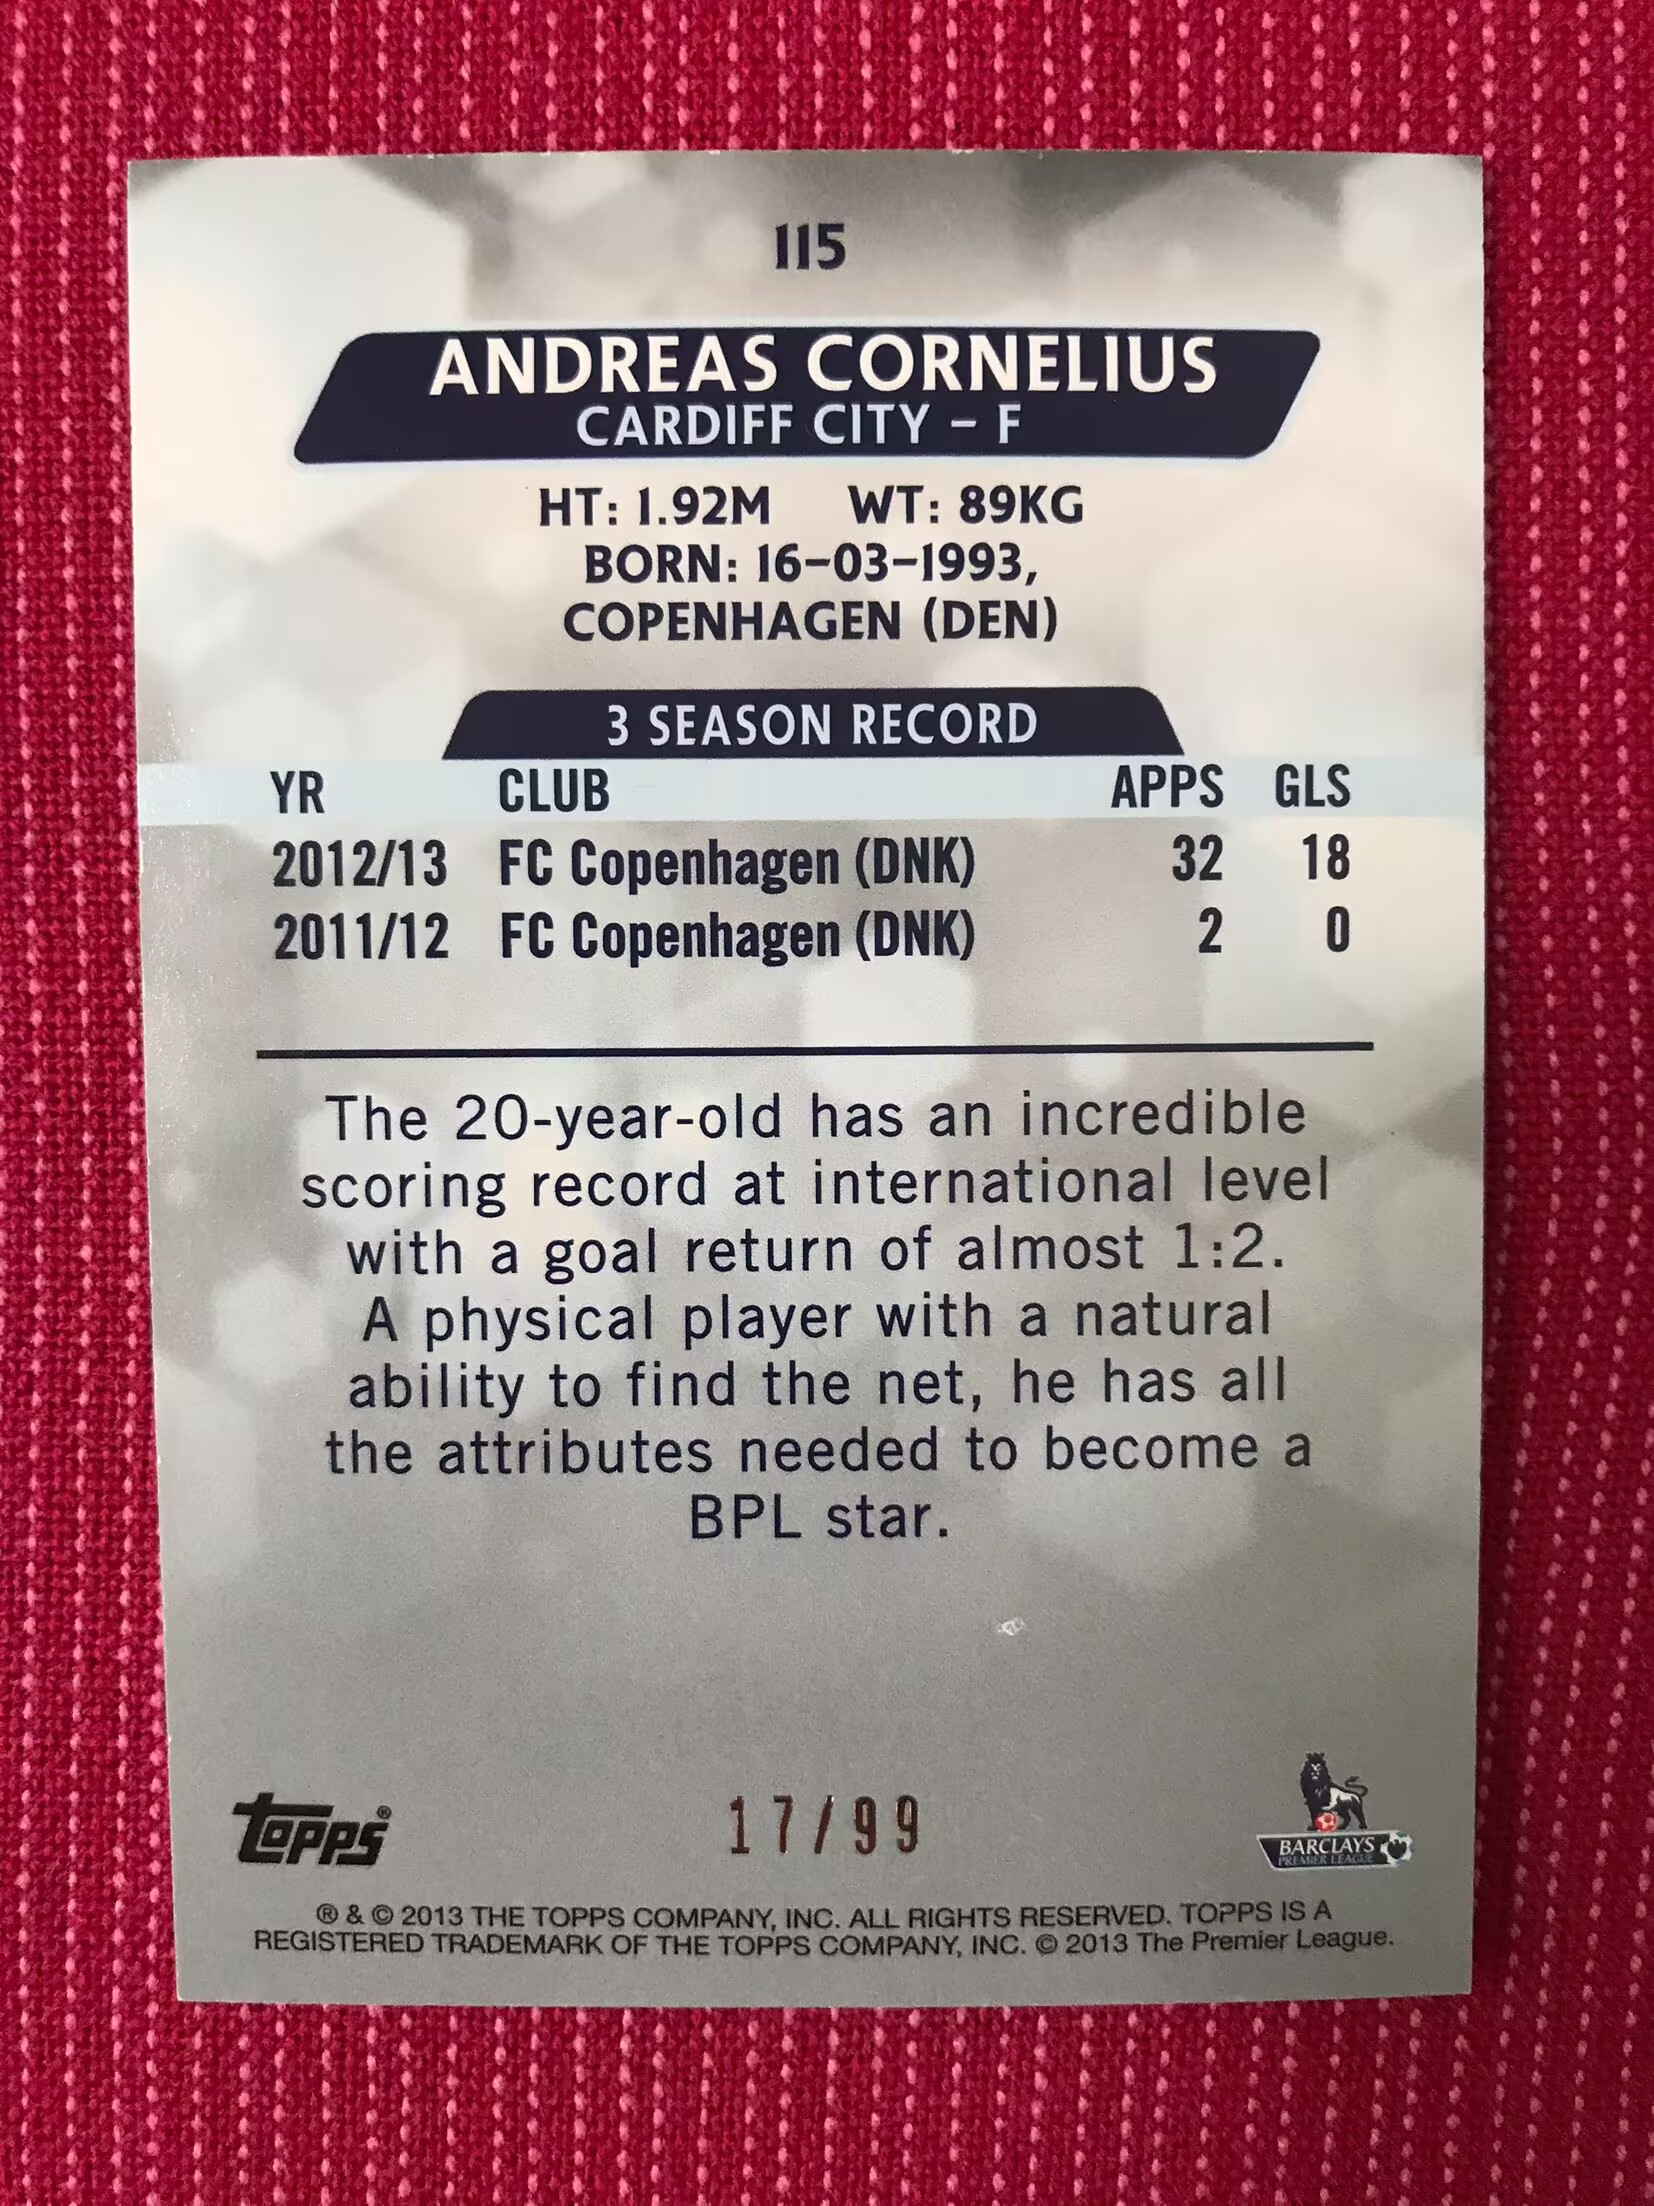 115
ANDREAS CORNELIUS
CARDIFF CITY – F
HT: 1.92M WT: 89KG
BORN: 16-03-1993,
COPENHAGEN (DEN)
3 SEASON RECORD
YR CLUB APPS GLS
2012/13 FC Copenhagen (DNK) 32 18
2011/12 FC Copenhagen (DNK) 2 0
The 20-year-old has an incredible
scoring record at international level
with a goal return of almost 1:2.
A physical player with a natural
ability to find the net, he has all
the attributes needed to become a
BPL star.
Topps®
17/99
BARCLAYS
PREMIER LEAGUE
® & © 2013 THE TOPPS COMPANY, INC. ALL RIGHTS RESERVED. TOPPS IS A
REGISTERED TRADEMARK OF THE TOPPS COMPANY, INC. © 2013 The Premier League.